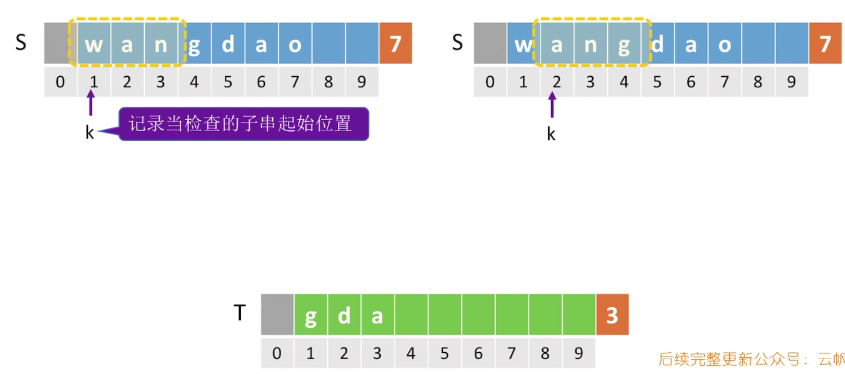 S
w a n g d a o
7
0 1 2 3 4 5 6 7 8 9
k
记录当检查的子串起始位置
S
w a n g d a o
7
0 1 2 3 4 5 6 7 8 9
k
T
g d a
3
0 1 2 3 4 5 6 7 8 9
后续完整更新公众号：云帆